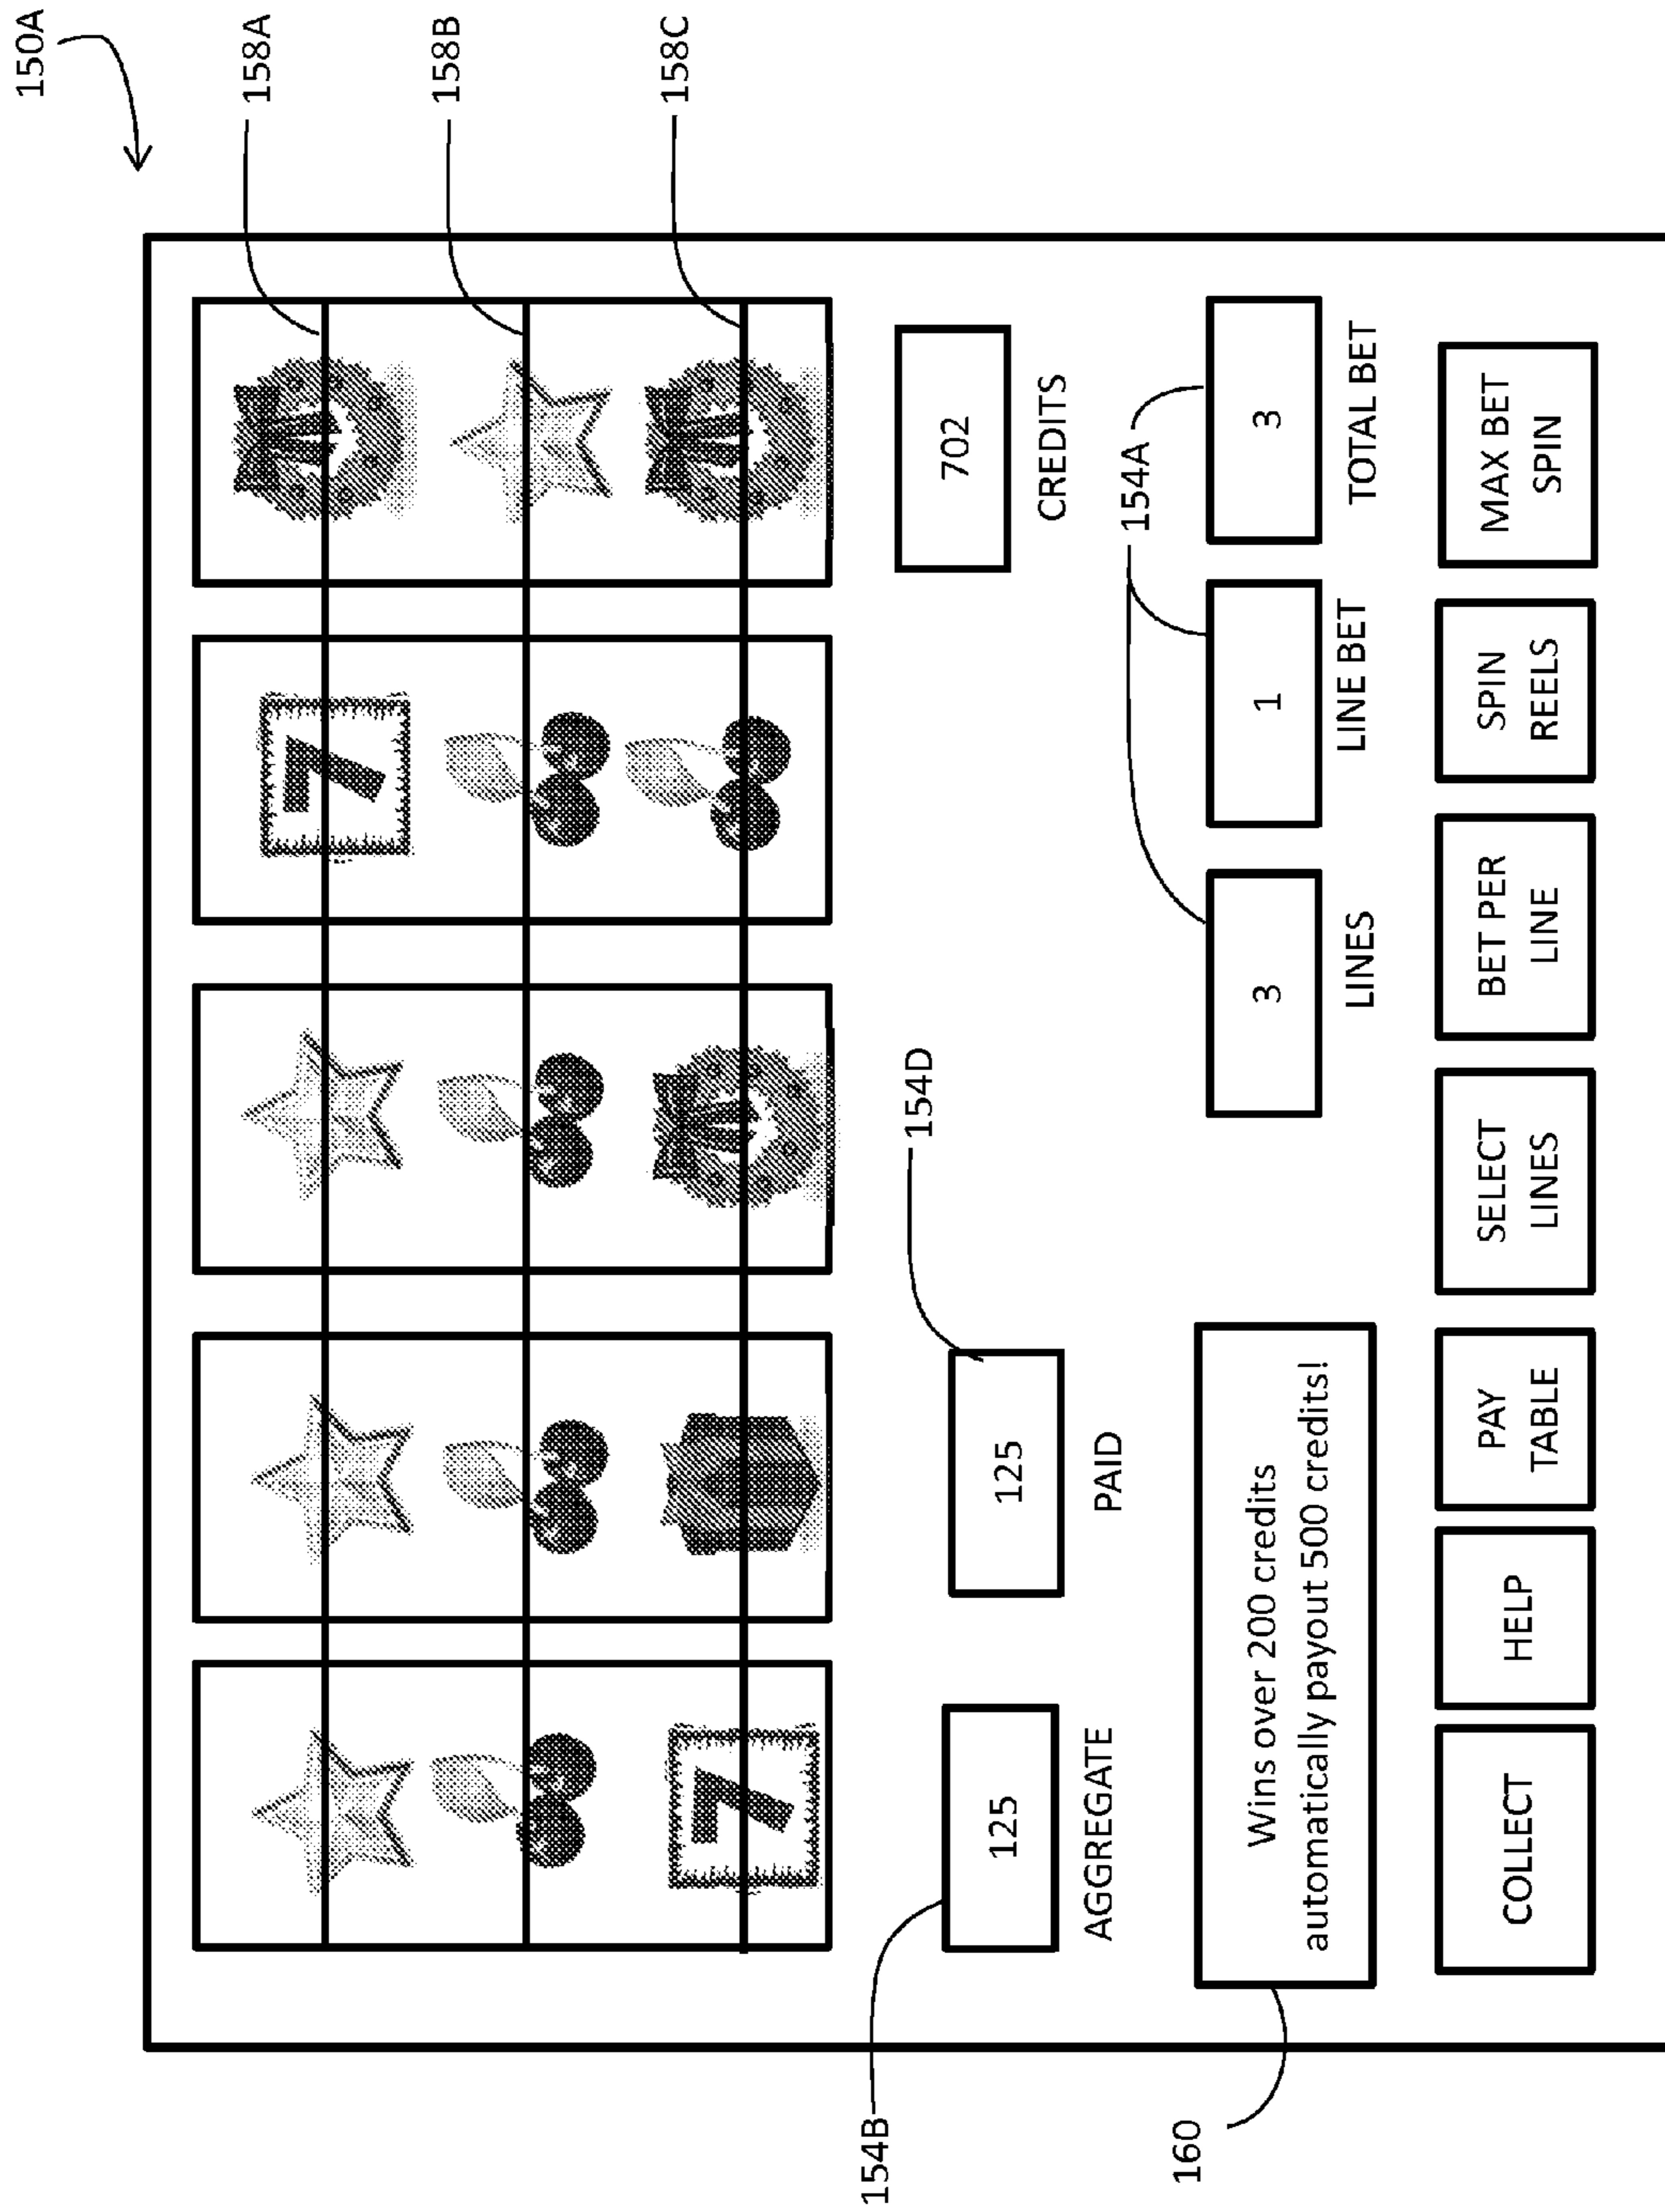 150A
158A
158B
158C
7
7
125
AGGREGATE
154B
125
PAID
154D
702
CREDITS
154A
Wins over 200 credits
automatically payout 500 credits!
160
3
LINES
1
LINE BET
3
TOTAL BET
COLLECT
HELP
PAY
TABLE
SELECT
LINES
BET PER
LINE
SPIN
REELS
MAX BET
SPIN